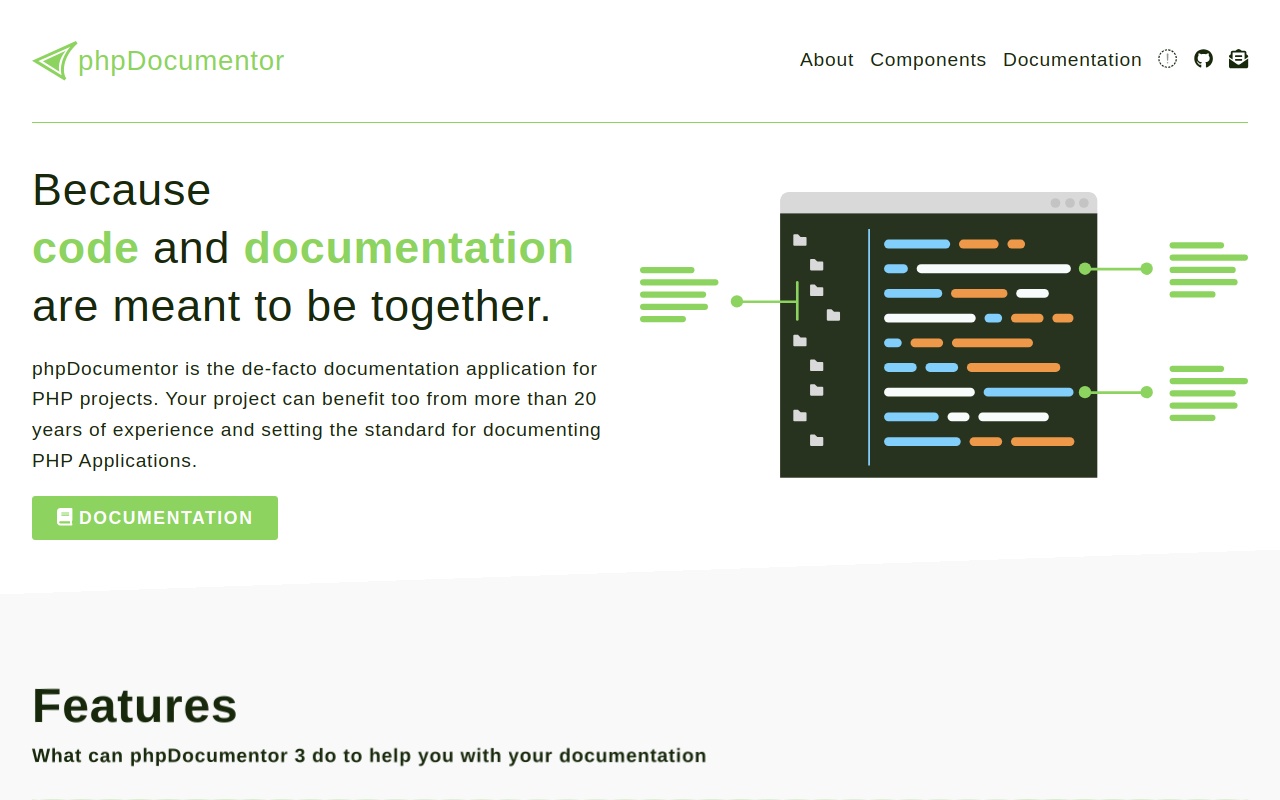 phpDocumentor
About Components Documentation
Because
code and documentation
are meant to be together.
phpDocumentor is the de-facto documentation application for
PHP projects. Your project can benefit too from more than 20
years of experience and setting the standard for documenting
PHP Applications.
DOCUMENTATION
Features
What can phpDocumentor 3 do to help you with your documentation